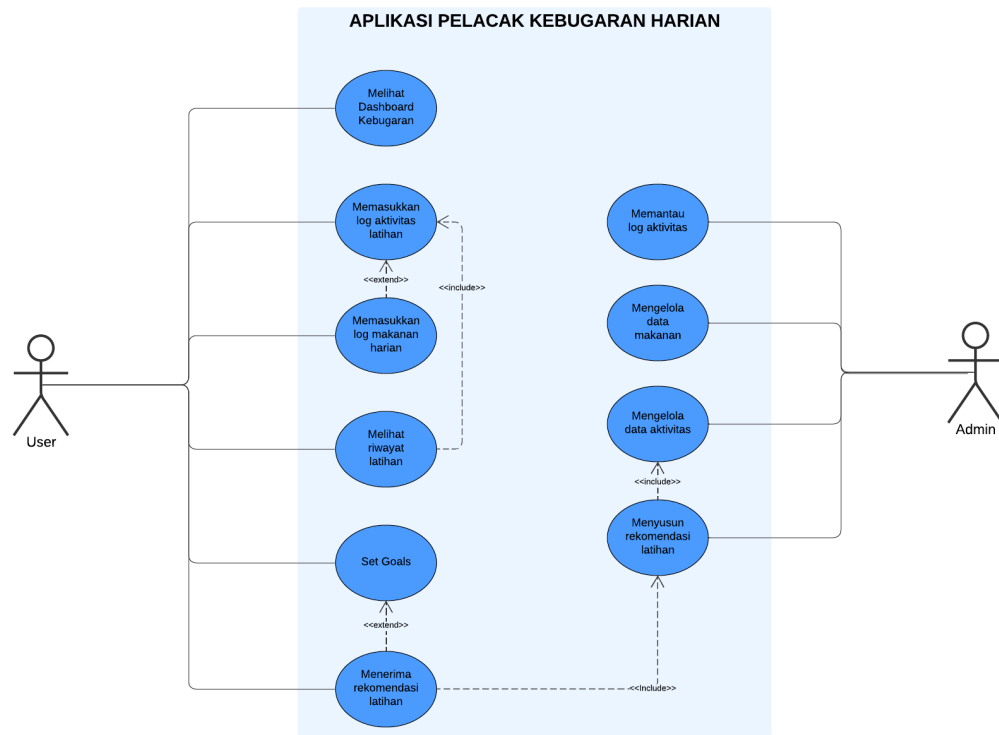 APLIKASI PELACAK KEBUGARAN HARIAN
Melihat
Dashboard
Kebugaran
Memasukkan
log aktivitas
latihan
<<extend>>
<<include>>
Memasukkan
log makanan
harian
Melihat
riwayat
latihan
Set Goals
<<extend>>
Menerima
rekomendasi
latihan
<<Include>>
Memantau
log aktivitas
Mengelola
data
makanan
Mengelola
data aktivitas
<<include>>
Menyusun
rekomendasi
latihan
User
Admin